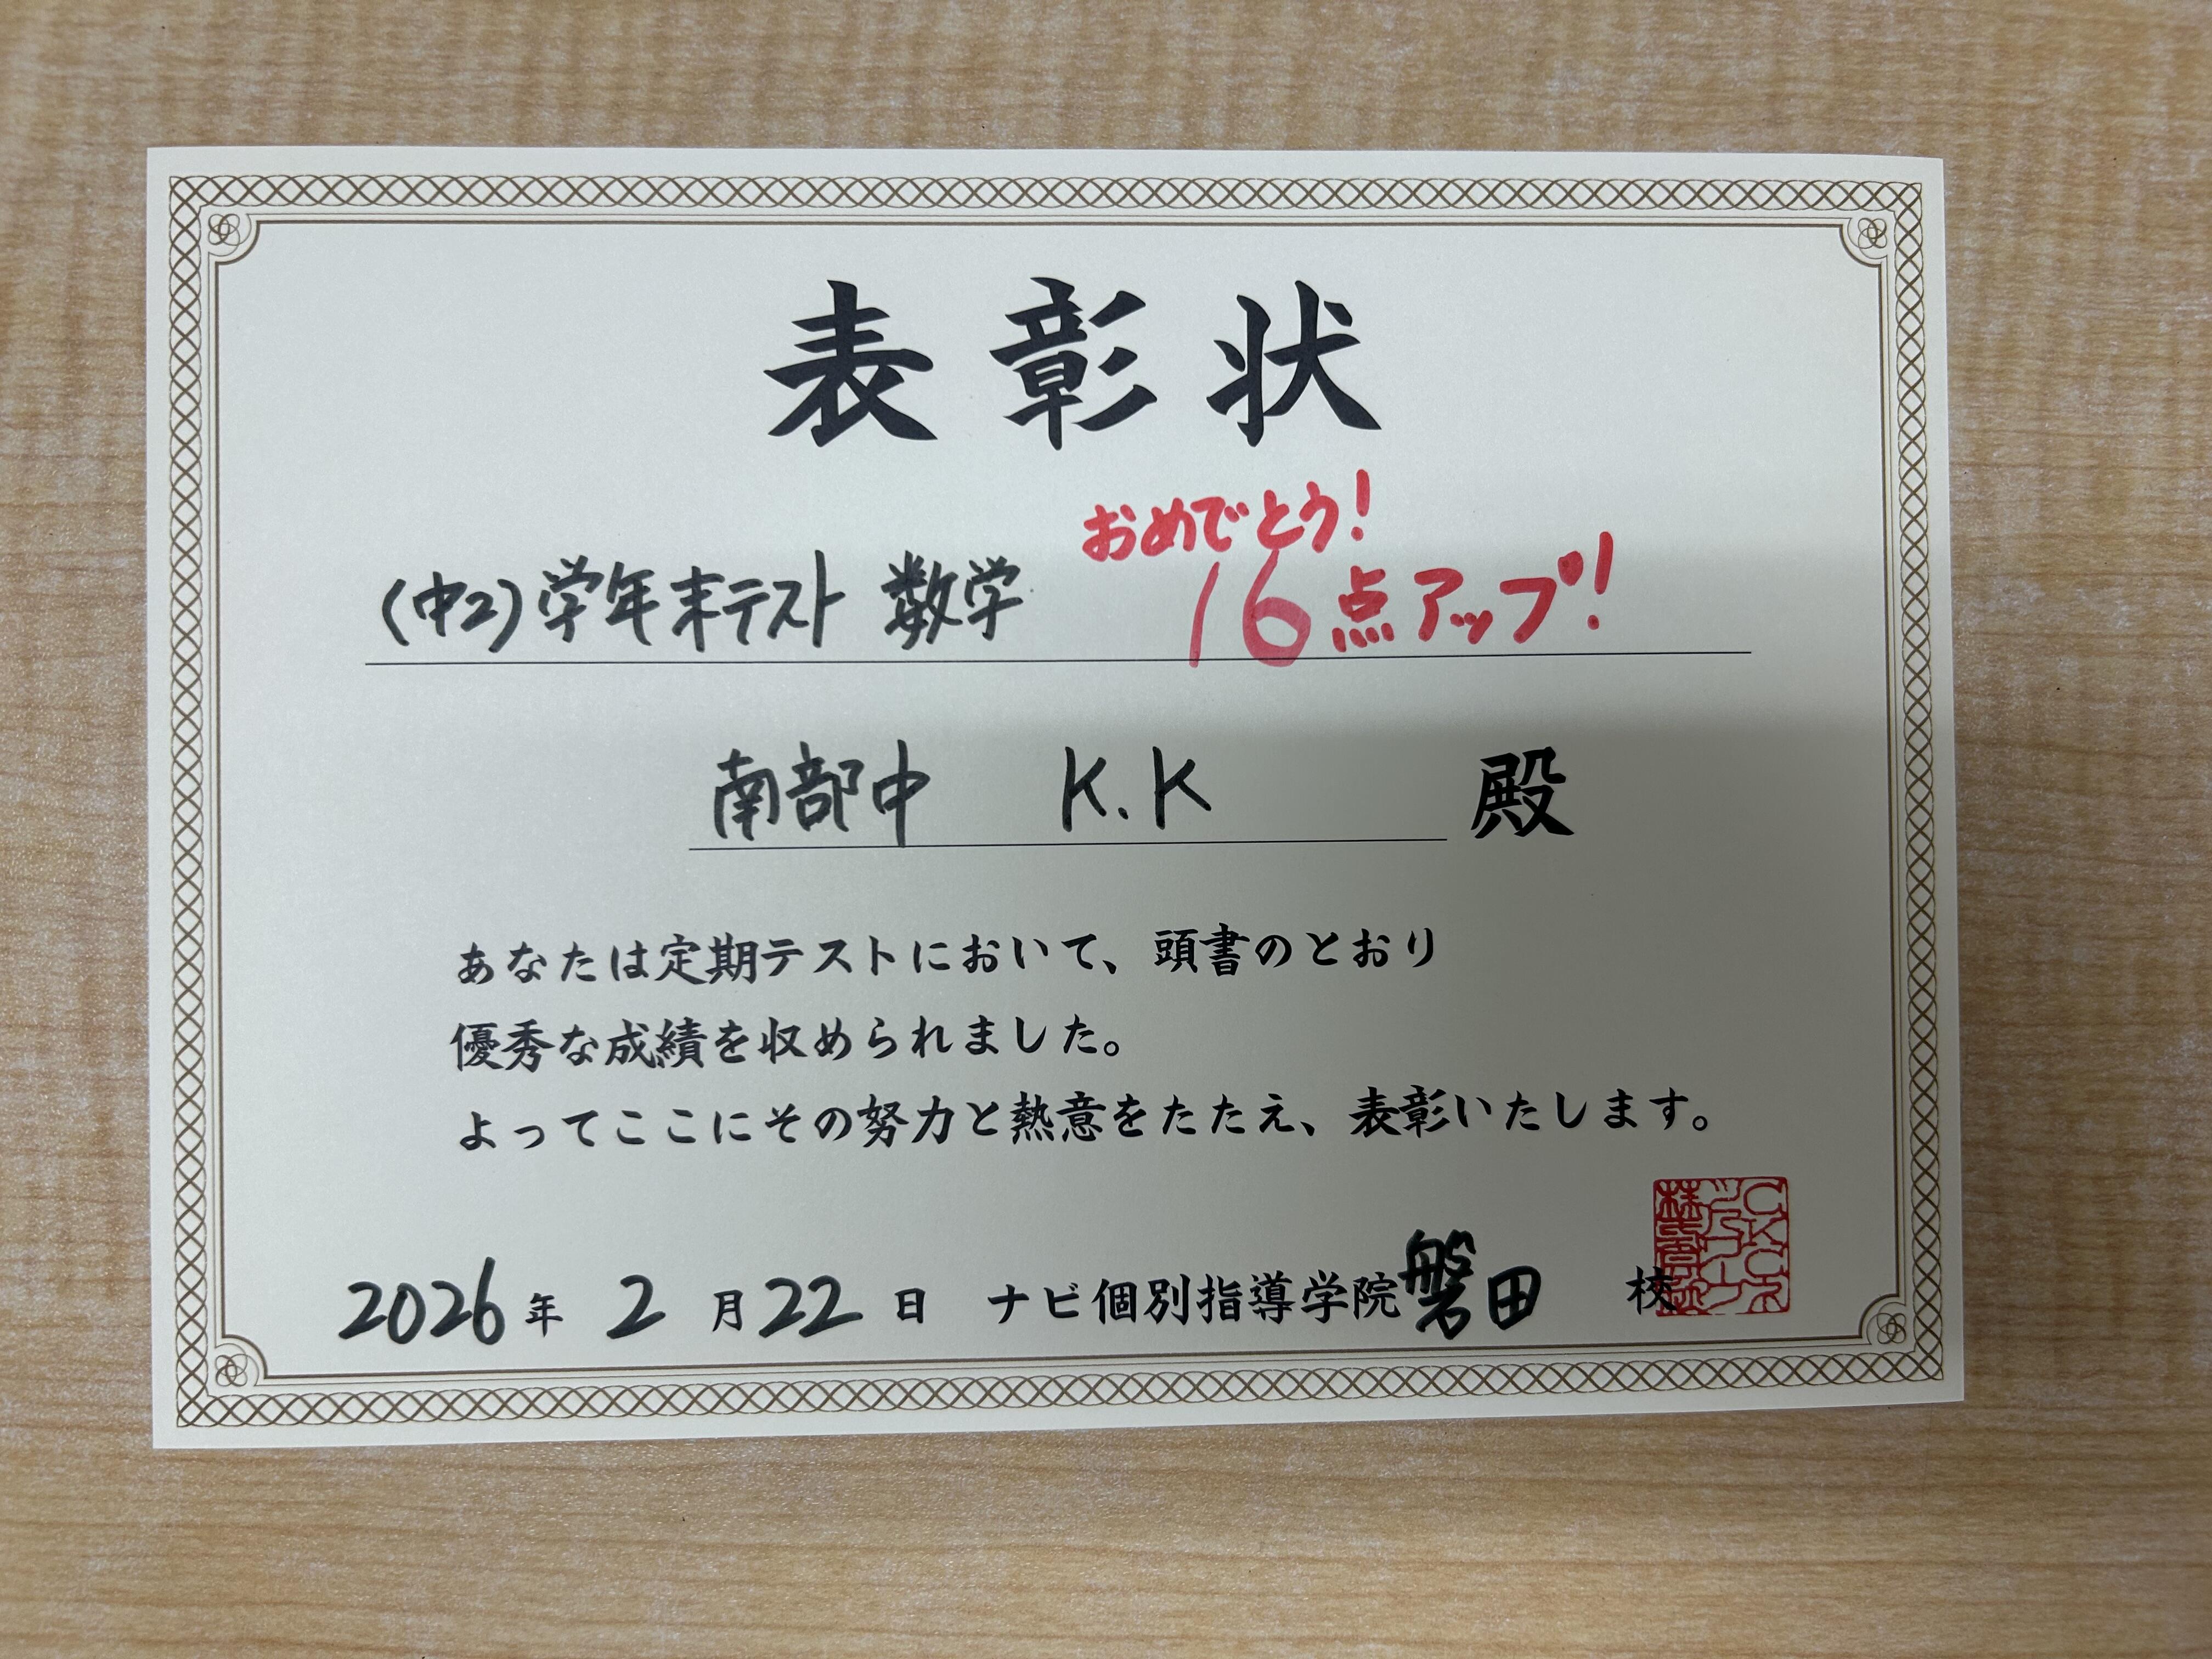 表彰状
おめでとう!
(中2)学年末テスト 数学 16点アップ!
南部中 K.K 殿
あなたは定期テストにおいて、頭書のとおり
優秀な成績を収められました。
よってここにその努力と熱意をたたえ、表彰いたします。
2026年 2月22日 ナビ個別指導学院 磐田 校